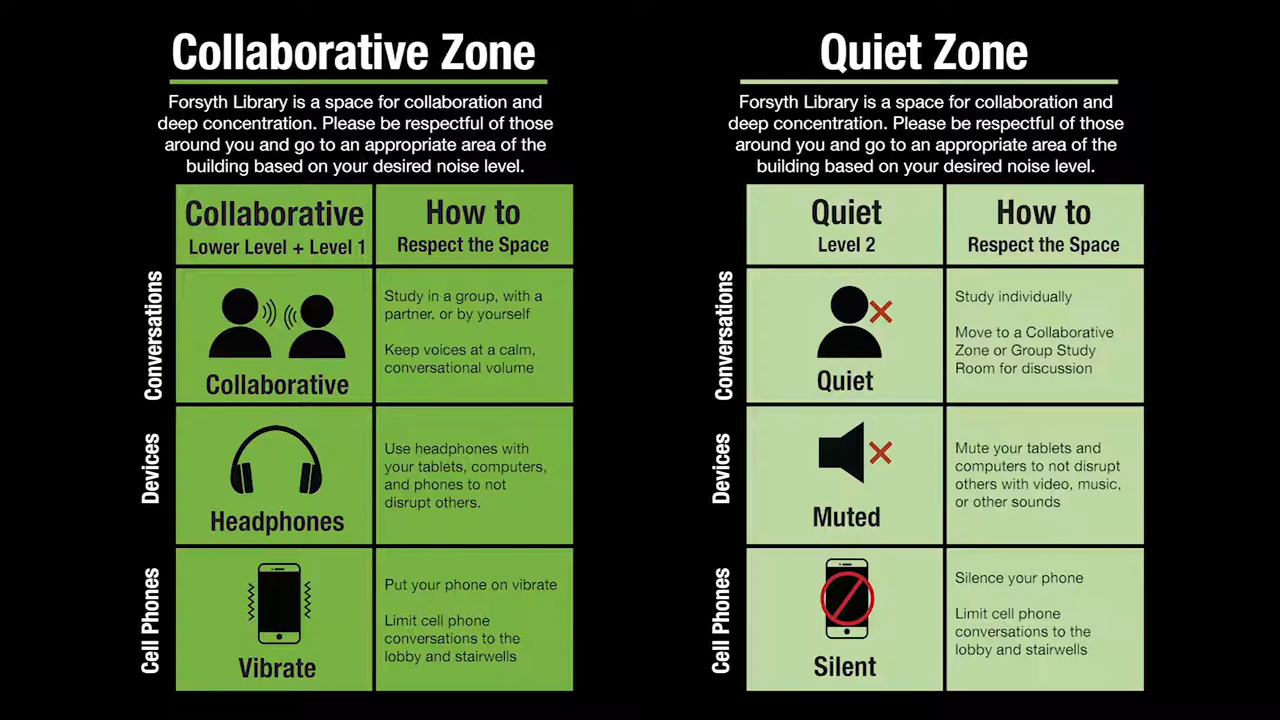 Collaborative Zone
Forsyth Library is a space for collaboration and
deep concentration. Please be respectful of those
around you and go to an appropriate area of the
building based on your desired noise level.
Collaborative
Lower Level + Level 1
How to
Respect the Space
Conversations
Collaborative
Study in a group, with a
partner, or by yourself
Keep voices at a calm,
conversational volume
Devices
Headphones
Use headphones with
your tablets, computers,
and phones to not
disrupt others.
Cell Phones
Vibrate
Put your phone on vibrate
Limit cell phone
conversations to the
lobby and stairwells
Quiet Zone
Forsyth Library is a space for collaboration and
deep concentration. Please be respectful of those
around you and go to an appropriate area of the
building based on your desired noise level.
Quiet
Level 2
How to
Respect the Space
Conversations
Quiet
Study individually
Move to a Collaborative
Zone or Group Study
Room for discussion
Devices
Muted
Mute your tablets and
computers to not disrupt
others with video, music,
or other sounds
Cell Phones
Silent
Silence your phone
Limit cell phone
conversations to the
lobby and stairwells